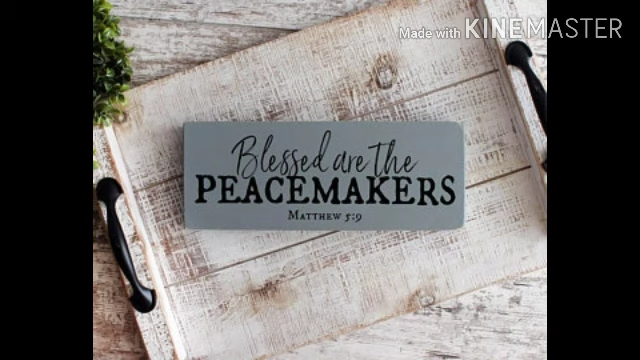 Made with KINEMASTER
Blessed are the
PEACEMAKERS
MATTHEW 5:9